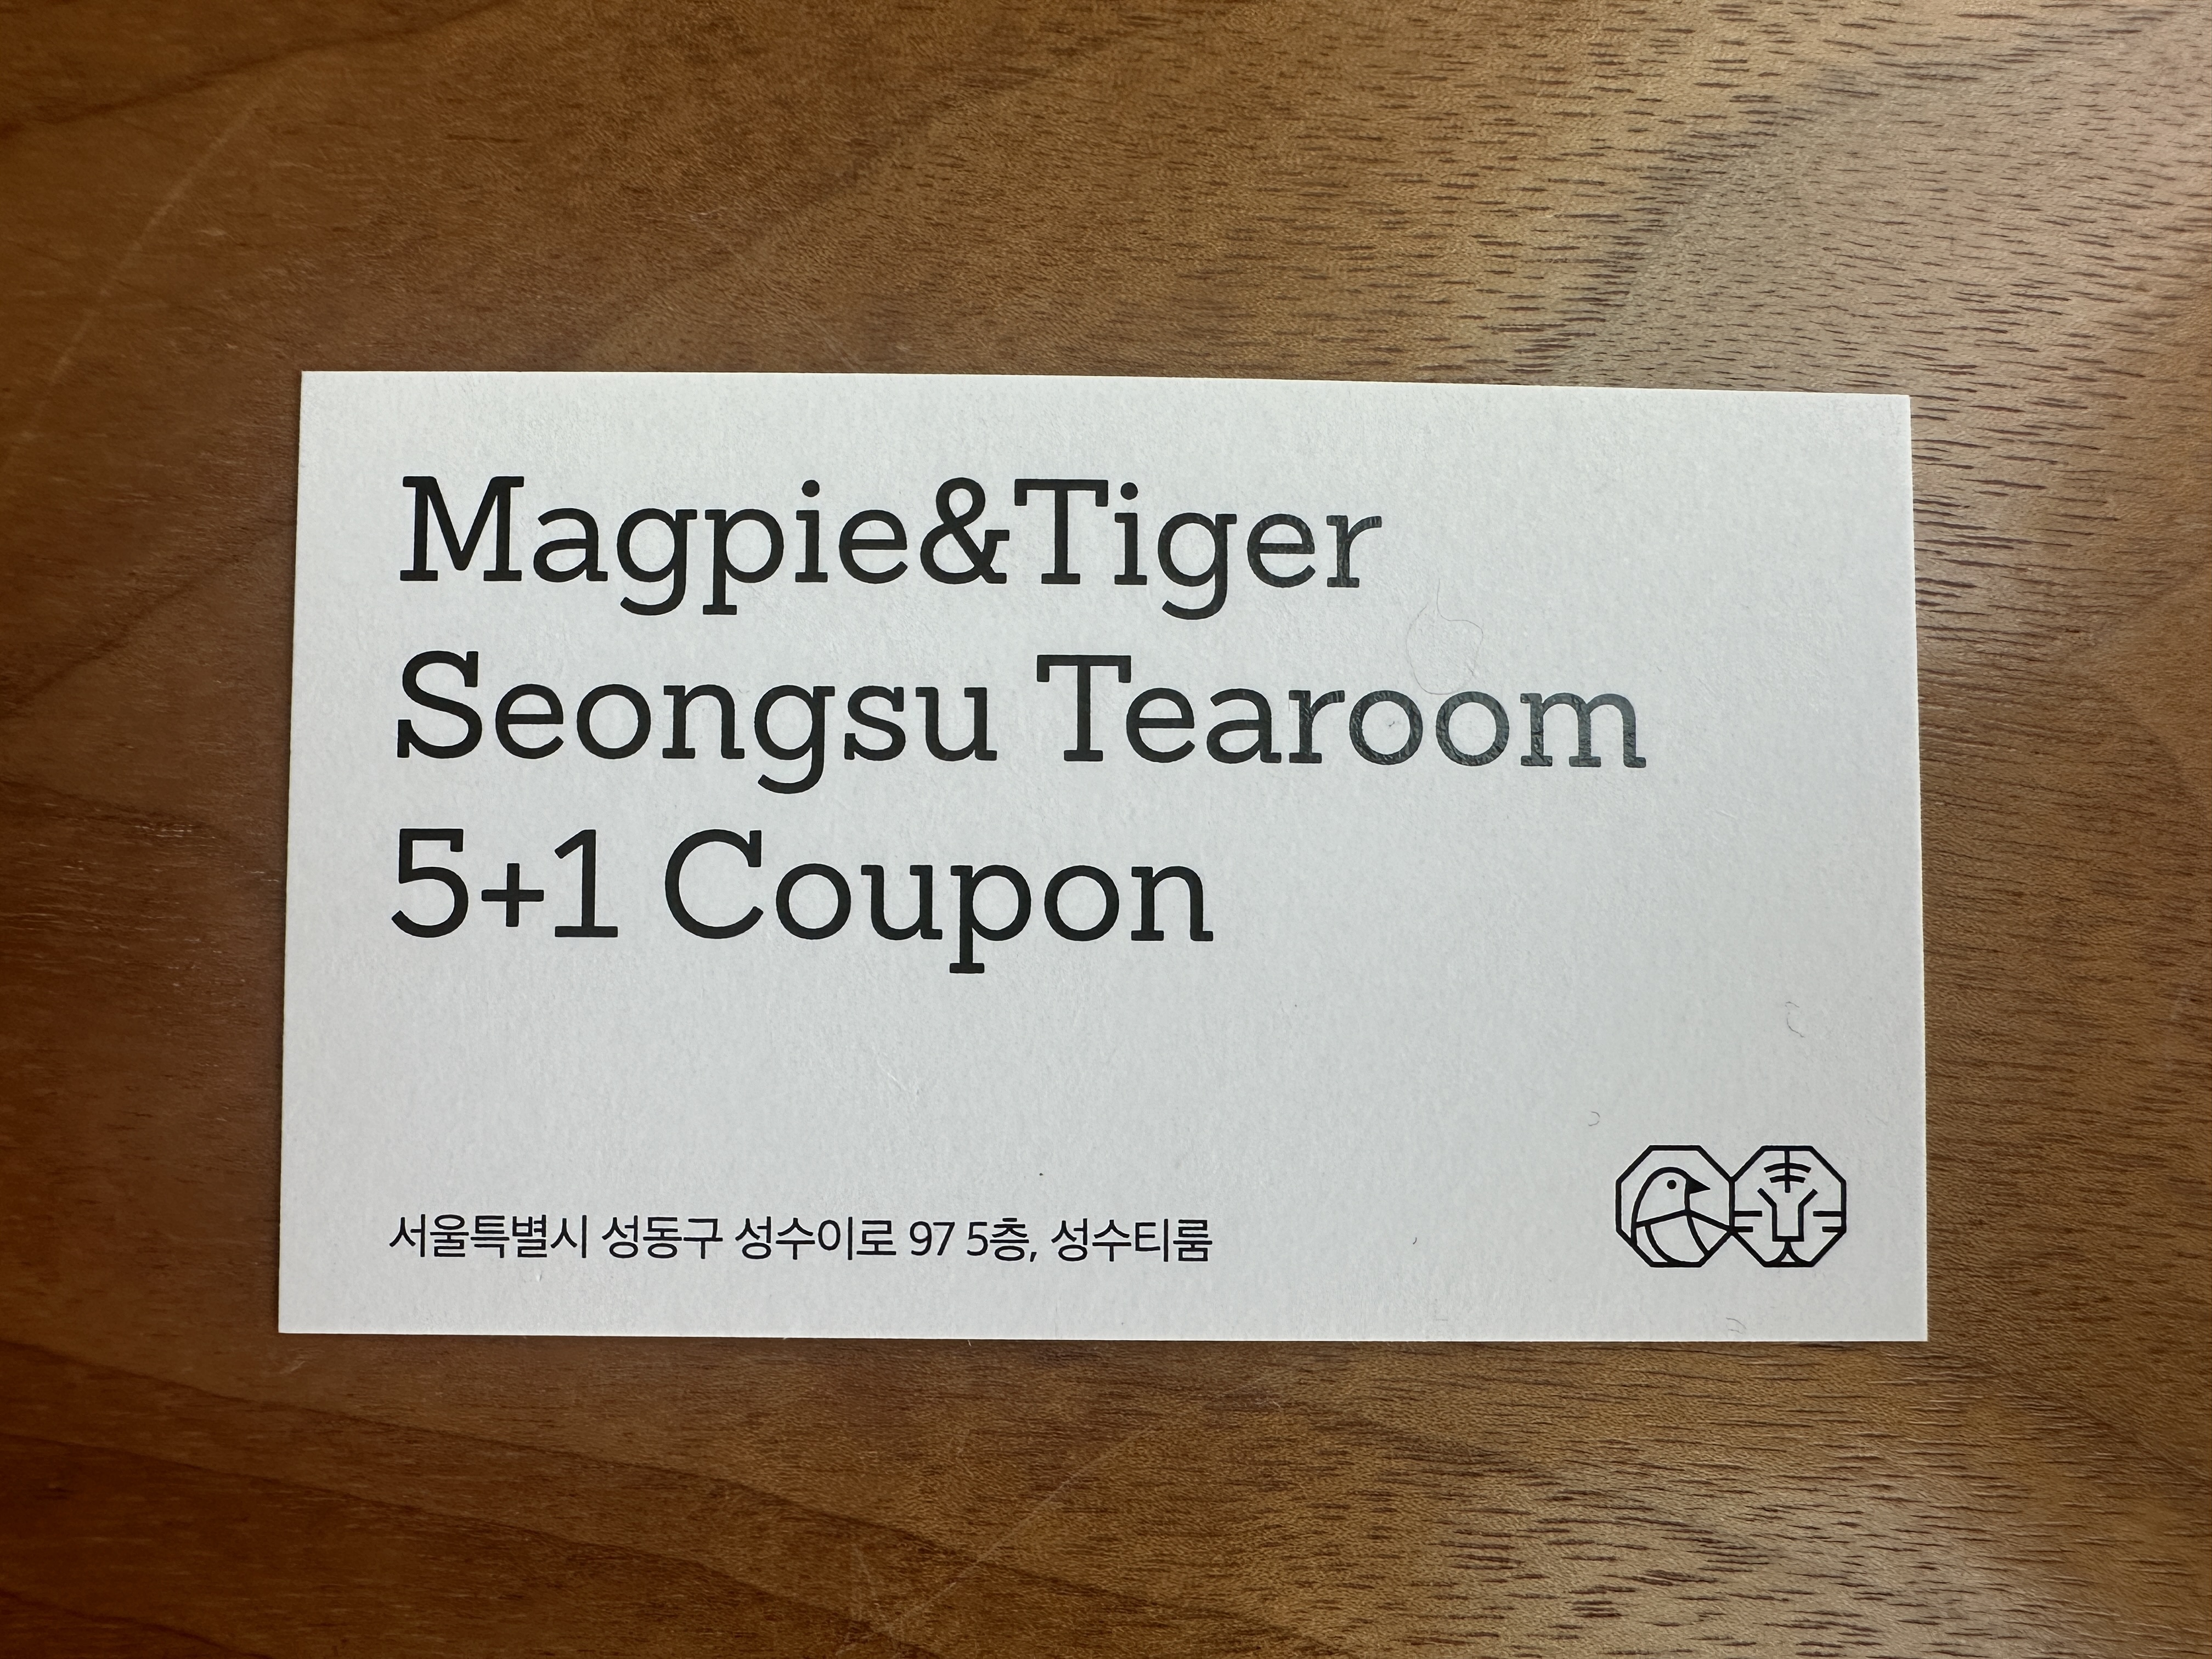 Magpie&Tiger
Seongsu Tearoom
5+1 Coupon
서울특별시 성동구 성수이로 97 5층, 성수티룸